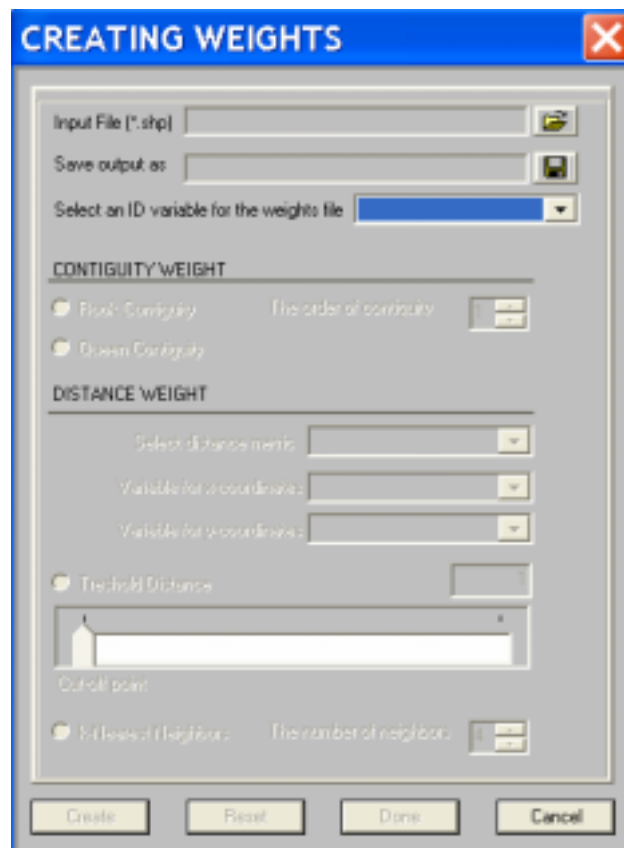 CREATING WEIGHTS
Input File (*.shp)
Save output as
Select an ID variable for the weights file
CONTIGUITY WEIGHT
Rook Contiguity The order of contiguity 1
Queen Contiguity
DISTANCE WEIGHT
Select distance metric
Variable for x-coordinates
Variable for y-coordinates
Threhold Distance
Cut-off point
K-Nearest Neighbors The number of neighbors 4
Create Reset Done Cancel